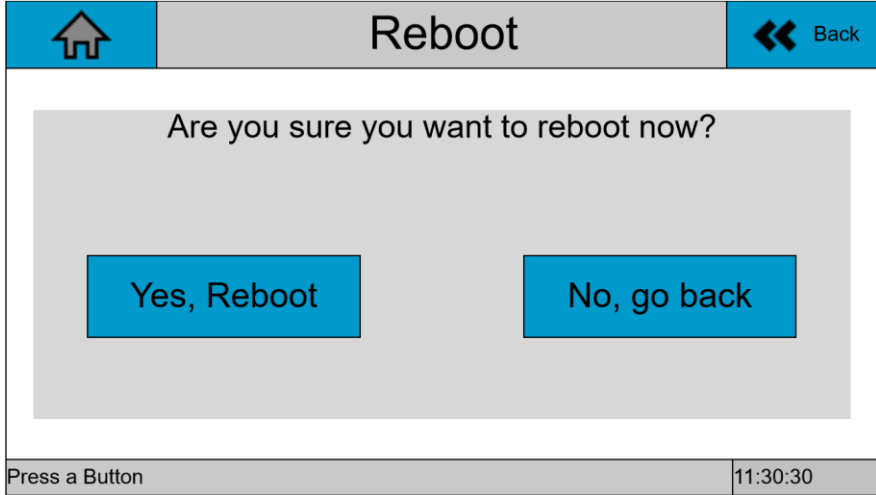 Reboot
Back
Are you sure you want to reboot now?
Yes, Reboot
No, go back
Press a Button
11:30:30